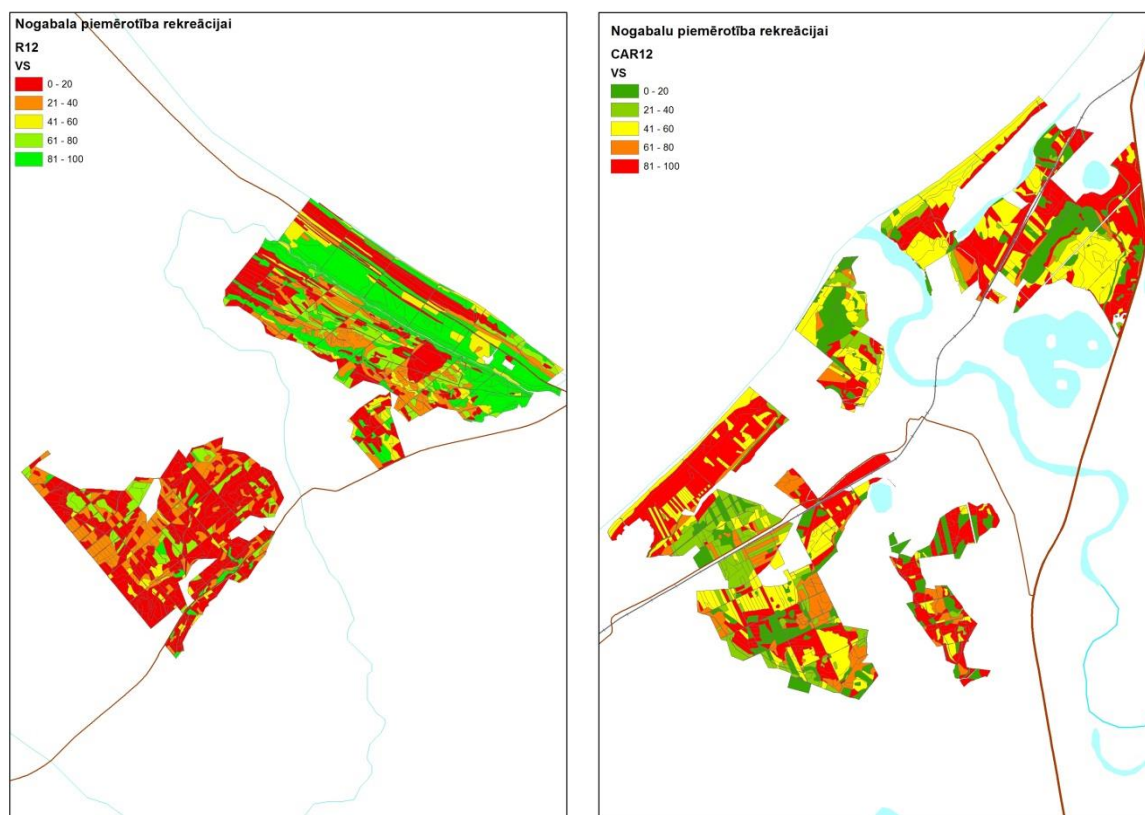 Nogabala piemērotība rekreācijai
R12
VS
0 - 20
21 - 40
41 - 60
61 - 80
81 - 100
Nogabalu piemērotība rekreācijai
CAR12
VS
0 - 20
21 - 40
41 - 60
61 - 80
81 - 100